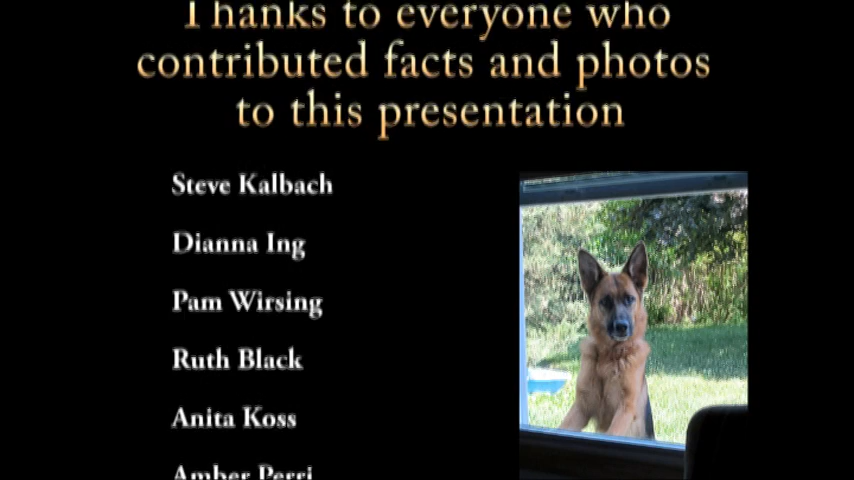 Thanks to everyone who
contributed facts and photos
to this presentation
Steve Kalbach
Dianna Ing
Pam Wirsing
Ruth Black
Anita Koss
Amber Perri